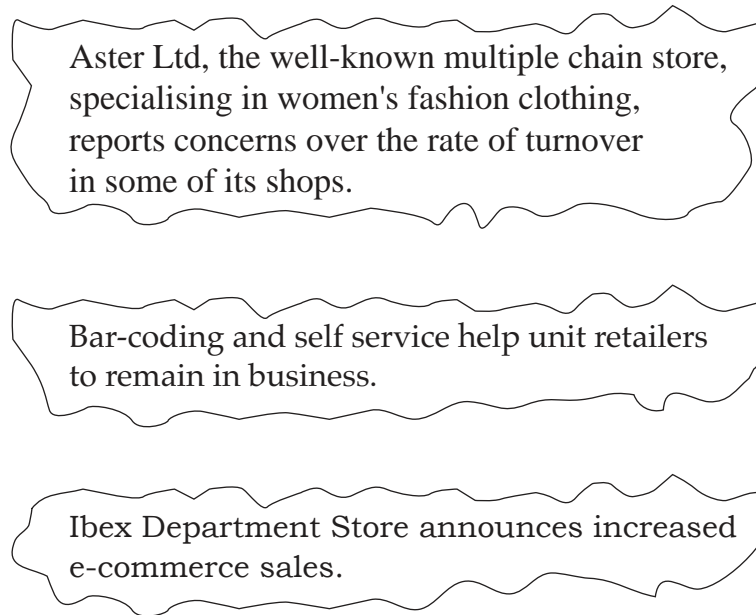 Aster Ltd, the well-known multiple chain store,
specialising in women's fashion clothing,
reports concerns over the rate of turnover
in some of its shops.
Bar-coding and self service help unit retailers
to remain in business.
Ibex Department Store announces increased
e-commerce sales.